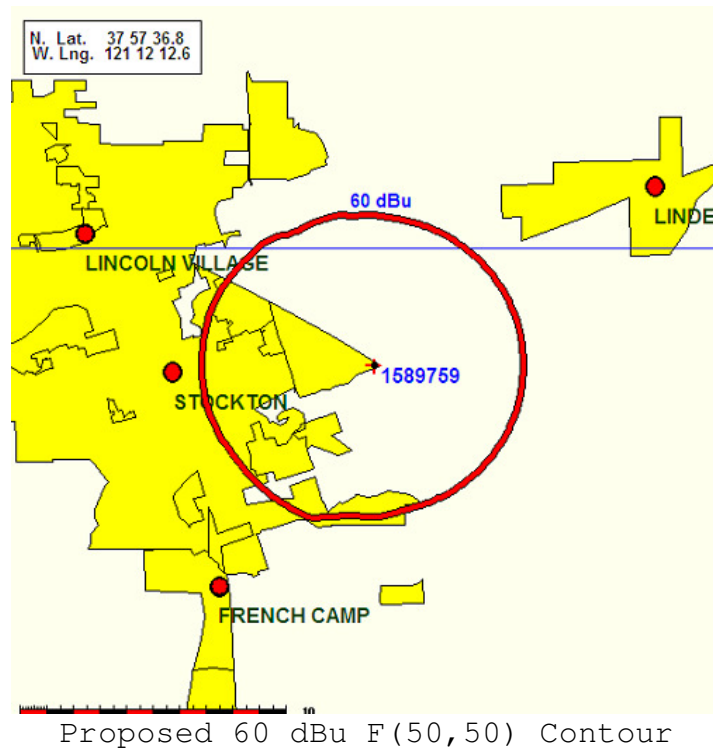 N. Lat. 37 57 36.8
W. Lng. 121 12 12.6
60 dBu
LINDE
LINCOLN VILLAGE
1589759
STOCKTON
FRENCH CAMP
10
Proposed 60 dBu F(50,50) Contour